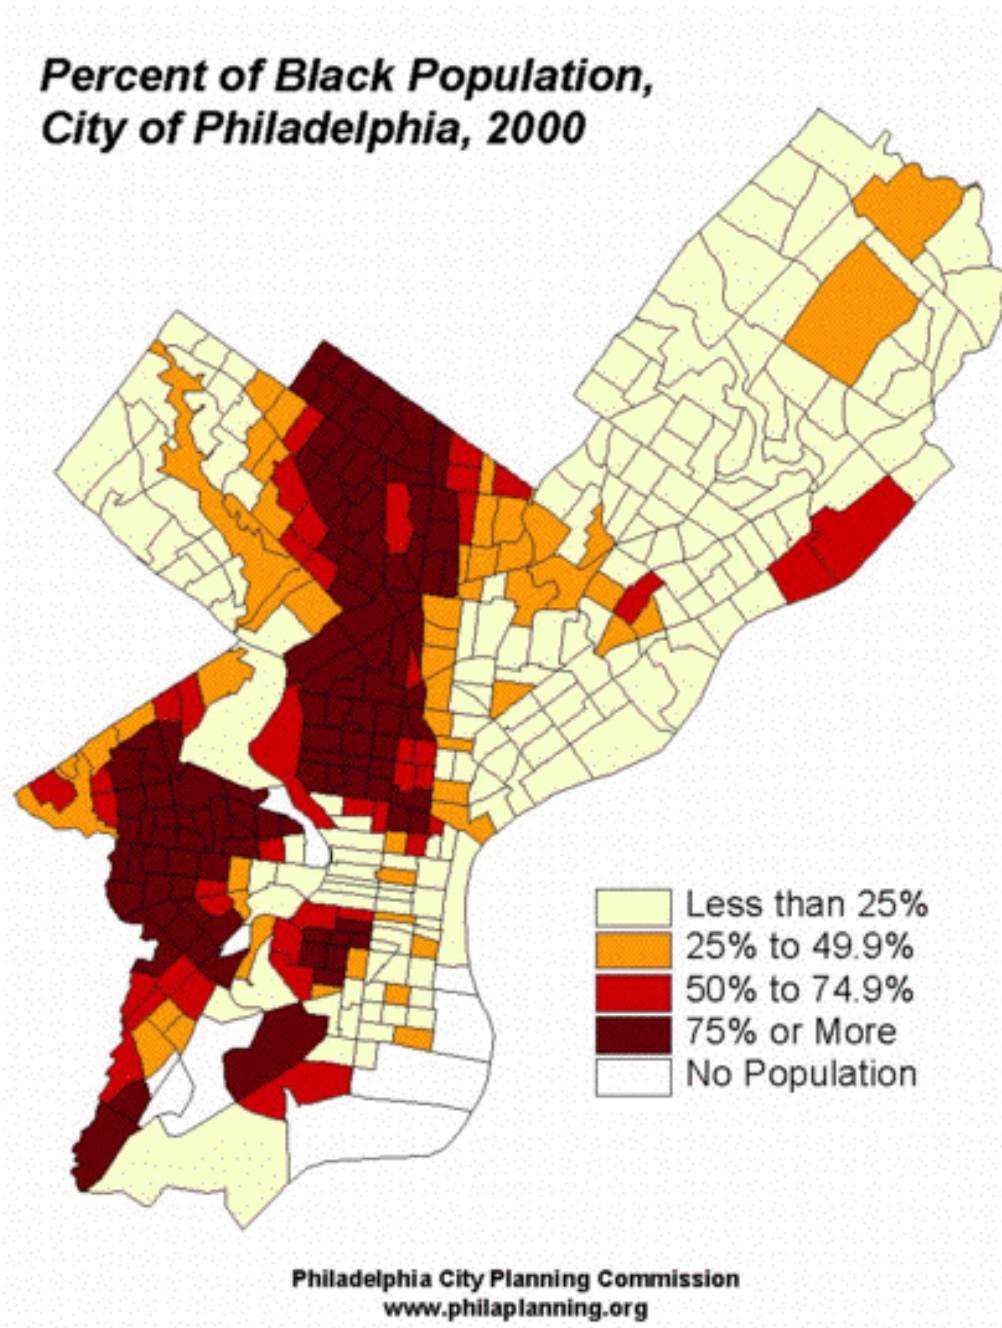 Percent of Black Population,
City of Philadelphia, 2000
Less than 25%
25% to 49.9%
50% to 74.9%
75% or More
No Population
Philadelphia City Planning Commission
www.philaplanning.org